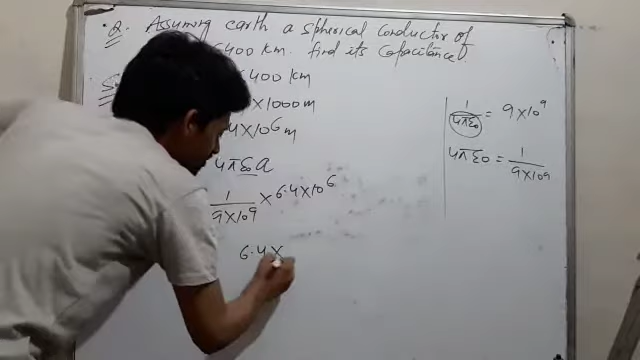 Q. Assuming earth a spherical conductor of
6400 km. find its capacitance.
400 km
×1000 m
4×10⁶ m
4πε₀a
1/(9×10⁹) × 6.4×10⁶
6.4×
1/(4πε₀) = 9×10⁹
4πε₀ = 1/(9×10⁹)